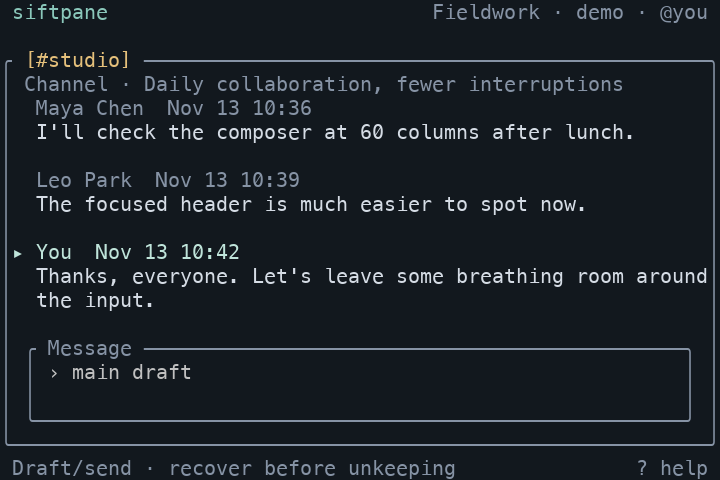 siftpane Fieldwork · demo · @you
[#studio]
Channel · Daily collaboration, fewer interruptions
Maya Chen Nov 13 10:36
I'll check the composer at 60 columns after lunch.
Leo Park Nov 13 10:39
The focused header is much easier to spot now.
▸ You Nov 13 10:42
Thanks, everyone. Let's leave some breathing room around
the input.
Message
› main draft
Draft/send · recover before unkeeping ? help